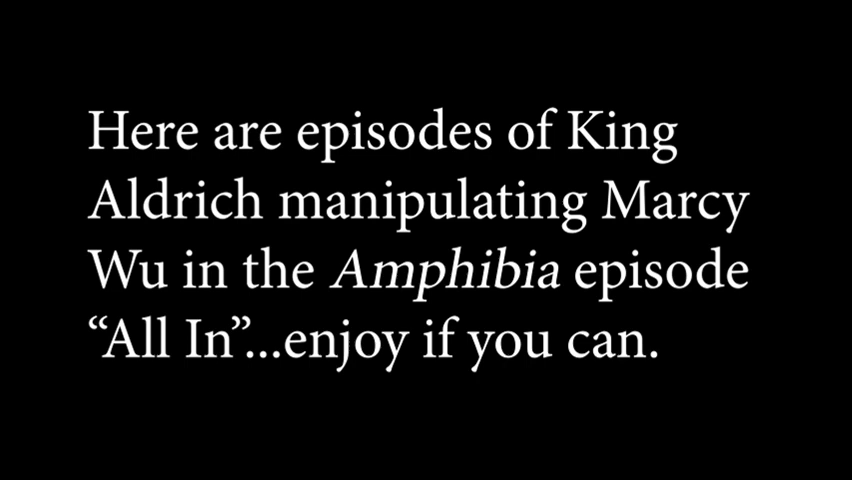 Here are episodes of King
Aldrich manipulating Marcy
Wu in the Amphibia episode
“All In”...enjoy if you can.